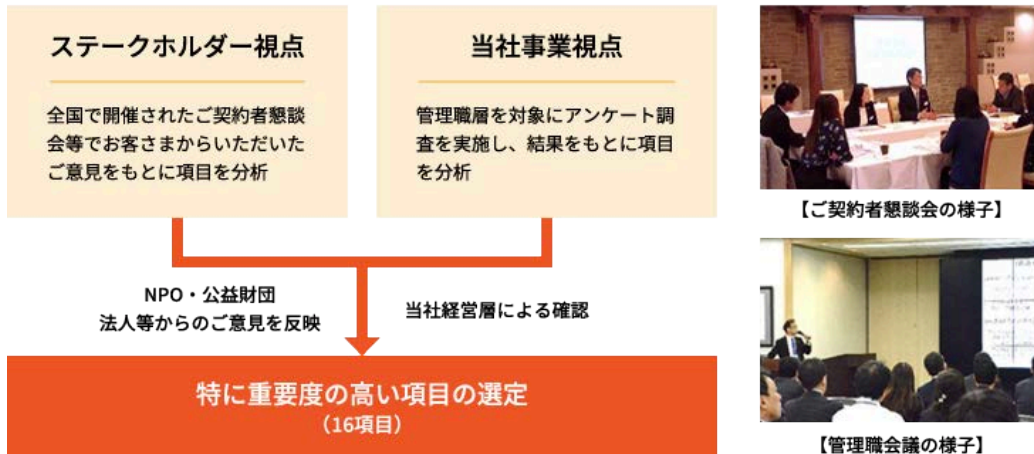 ステークホルダー視点
全国で開催されたご契約者懇談
会等でお客さまからいただいた
ご意見をもとに項目を分析
当社事業視点
管理職層を対象にアンケート調
査を実施し、結果をもとに項目
を分析
NPO・公益財団
法人等からのご意見を反映
当社経営層による確認
特に重要度の高い項目の選定
（16項目）
【ご契約者懇談会の様子】
【管理職会議の様子】